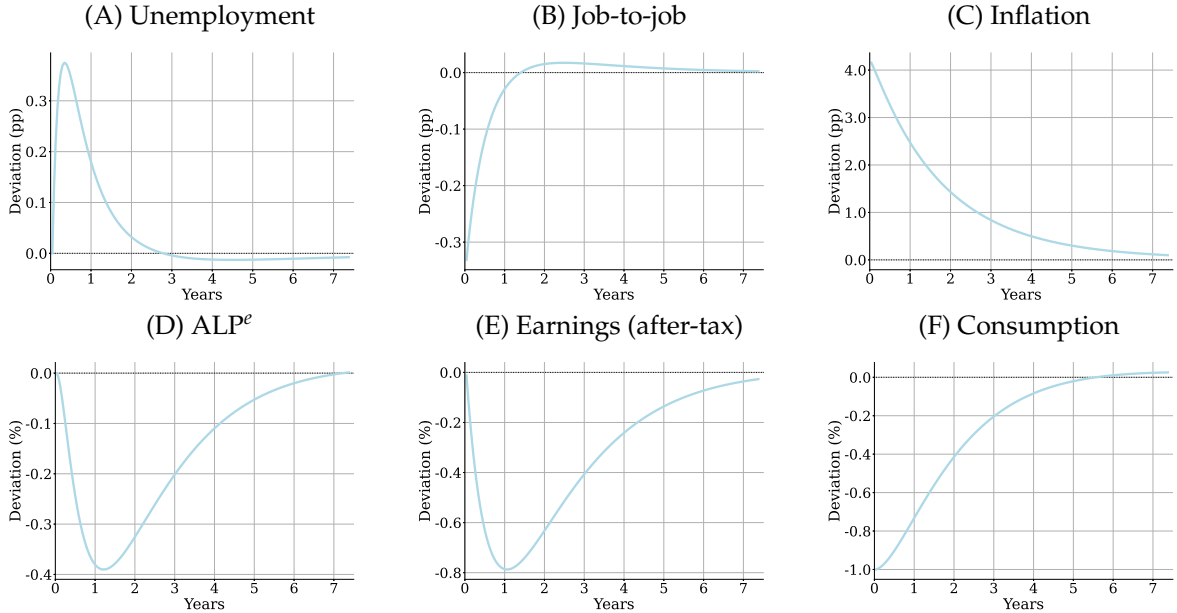 (A) Unemployment
Deviation (pp)
0.3
0.2
0.1
0.0
0 1 2 3 4 5 6 7
Years
(B) Job-to-job
Deviation (pp)
0.0
-0.1
-0.2
-0.3
0 1 2 3 4 5 6 7
Years
(C) Inflation
Deviation (pp)
4.0
3.0
2.0
1.0
0.0
0 1 2 3 4 5 6 7
Years
(D) ALPᵉ
Deviation (%)
0.0
-0.1
-0.2
-0.3
-0.4
0 1 2 3 4 5 6 7
Years
(E) Earnings (after-tax)
Deviation (%)
0.0
-0.2
-0.4
-0.6
-0.8
0 1 2 3 4 5 6 7
Years
(F) Consumption
Deviation (%)
0.0
-0.2
-0.4
-0.6
-0.8
-1.0
0 1 2 3 4 5 6 7
Years